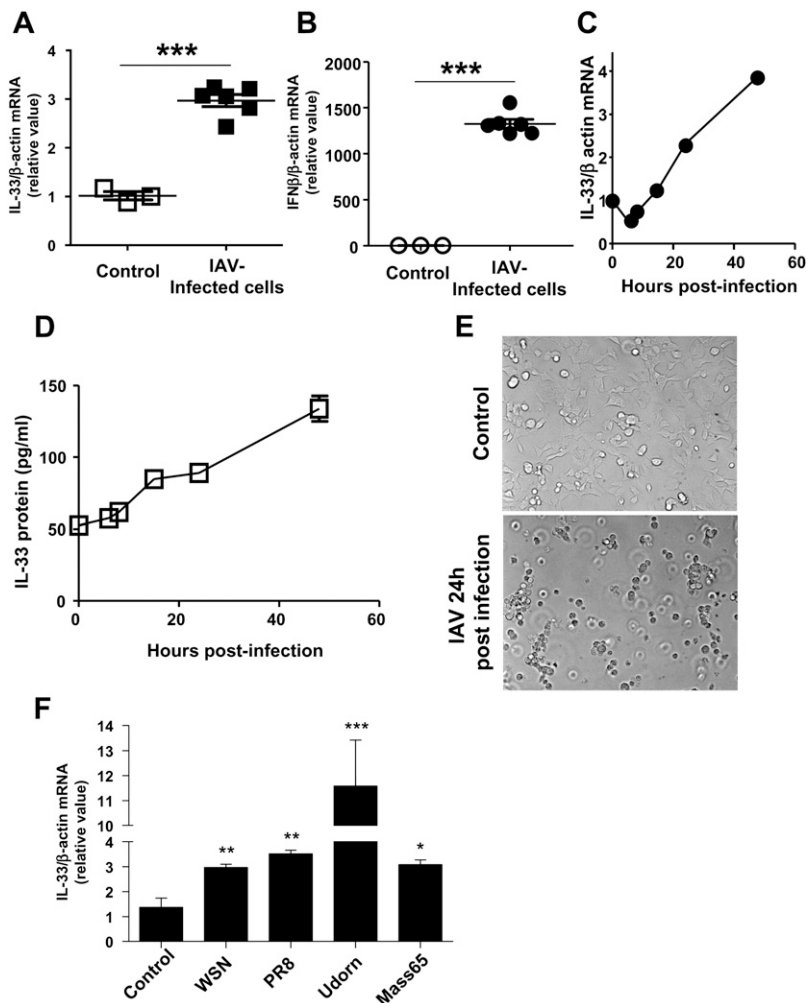 A
***
IL-33/β-actin mRNA
(relative value)
4
3
2
1
0
Control
IAV-
Infected cells
B
***
IFNβ/β-actin mRNA
(relative value)
2000
1500
1000
500
0
Control
IAV-
Infected cells
C
IL-33/β actin mRNA
4
3
2
1
0
0
20
40
60
Hours post-infection
D
IL-33 protein (pg/ml)
150
100
50
0
0
20
40
60
Hours post-infection
E
Control
IAV 24h
post infection
F
IL-33/β-actin mRNA
(relative value)
14
13
12
11
10
4
3
2
1
0
**
**
***
*
Control
WSN
PR8
Udorn
Mass65